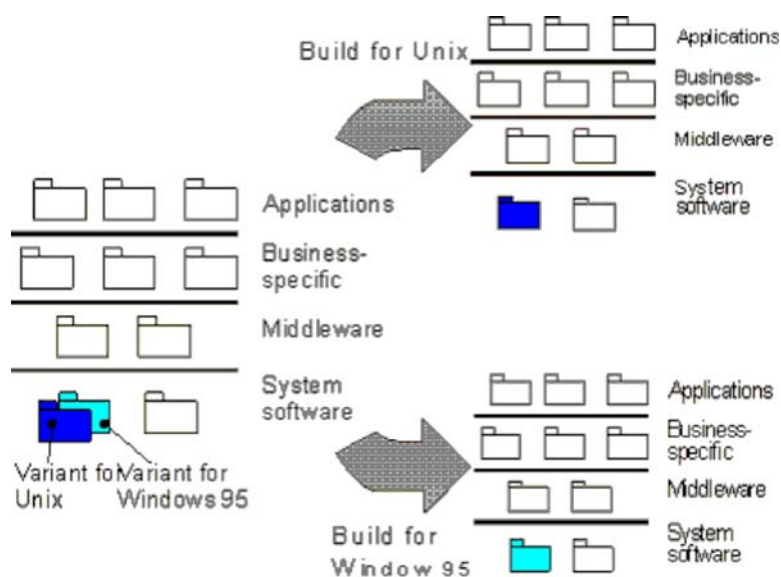 Build for Unix
Applications
Business-
specific
Middleware
System
software
Applications
Business-
specific
Middleware
System
software
Variant for
Unix
Variant for
Windows 95
Build for
Window 95
Applications
Business-
specific
Middleware
System
software